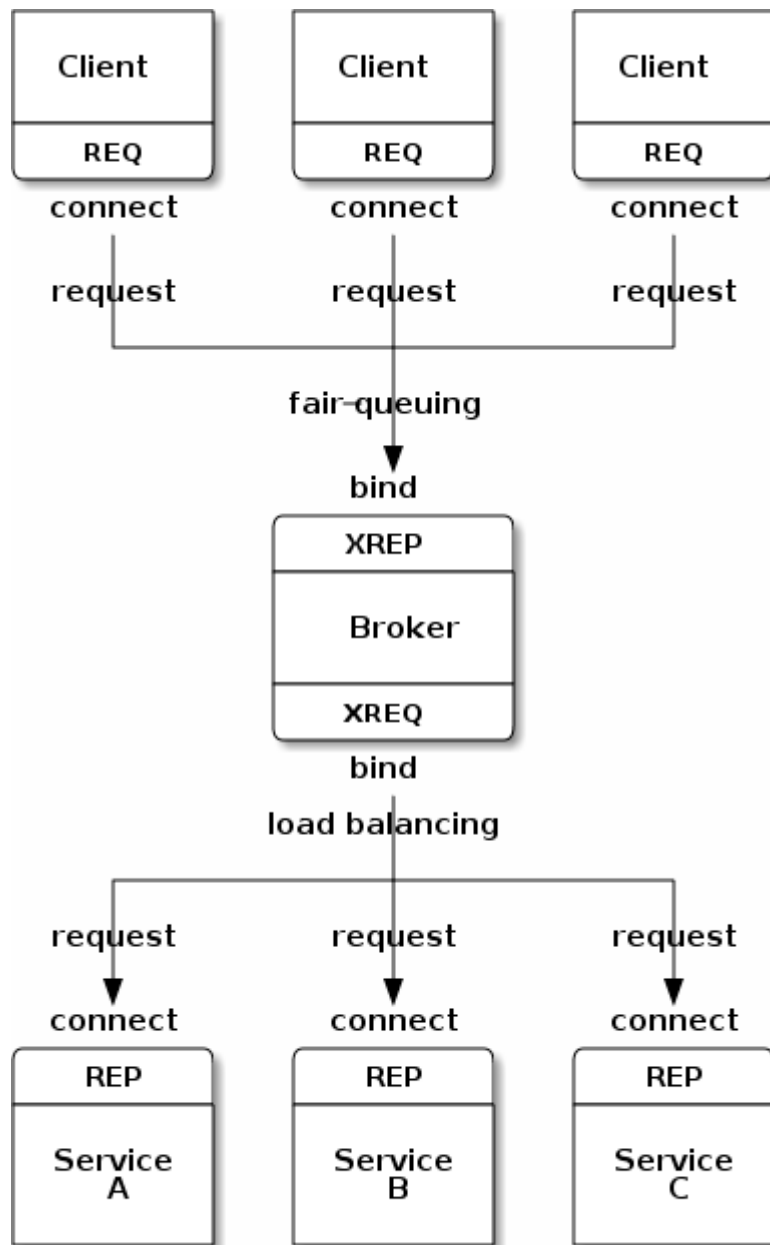 Client Client Client
REQ REQ REQ
connect connect connect
request request request
fair-queuing
bind
XREP
Broker
XREQ
bind
load balancing
request request request
connect connect connect
REP REP REP
Service Service Service
A B C